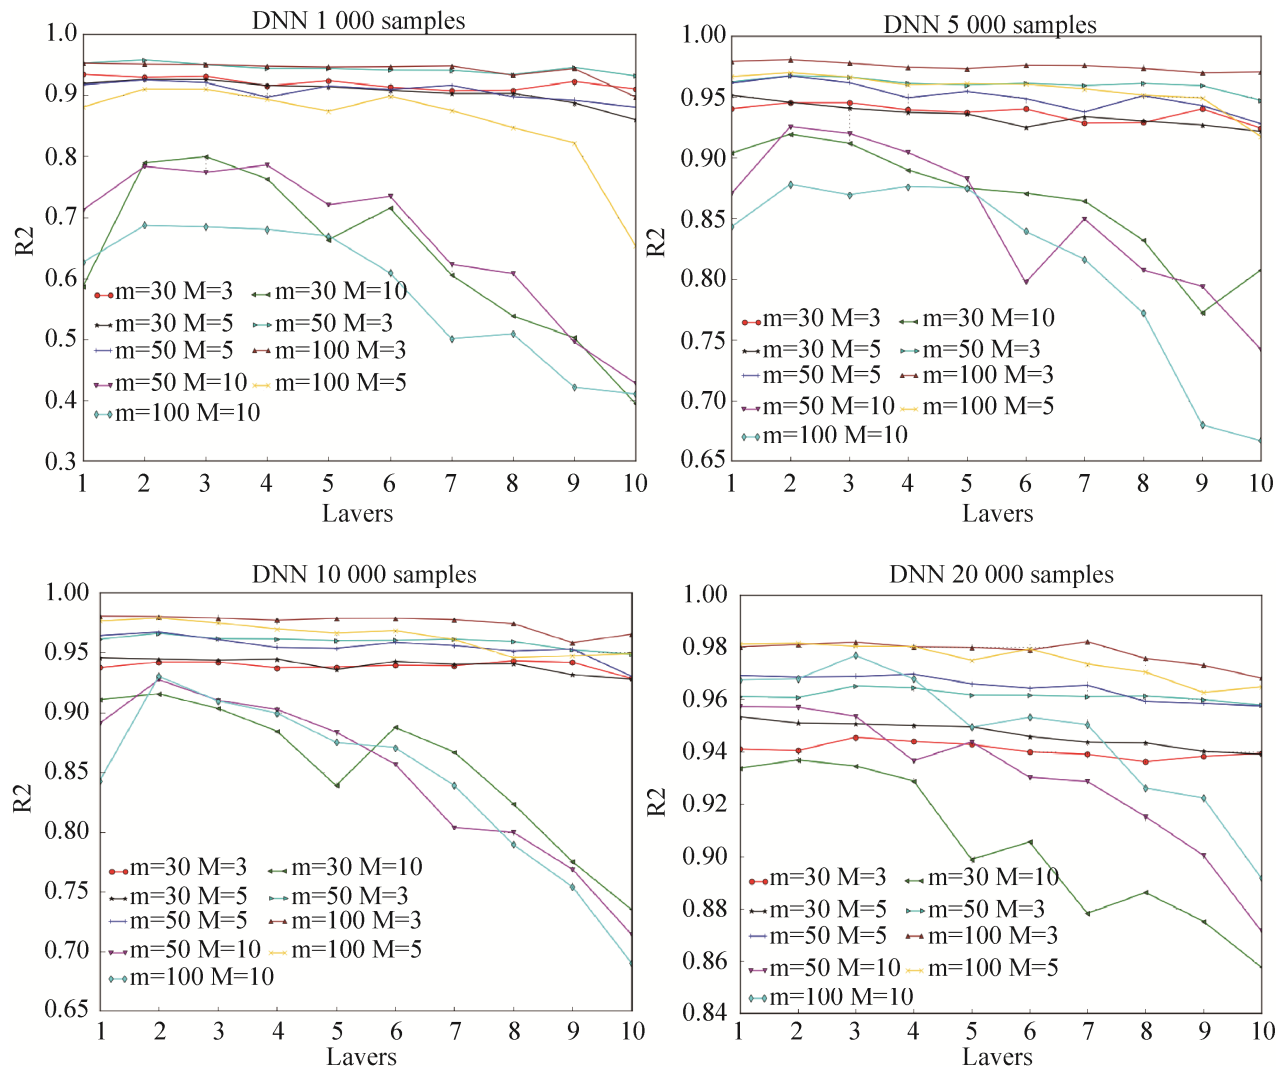 DNN 1 000 samples
1.0
0.9
0.8
0.7
0.6
0.5
0.4
0.3
R2
m=30 M=3 m=30 M=10
m=30 M=5 m=50 M=3
m=50 M=5 m=100 M=3
m=50 M=10 m=100 M=5
m=100 M=10
1 2 3 4 5 6 7 8 9 10
Lavers
DNN 5 000 samples
1.00
0.95
0.90
0.85
0.80
0.75
0.70
0.65
R2
m=30 M=3 m=30 M=10
m=30 M=5 m=50 M=3
m=50 M=5 m=100 M=3
m=50 M=10 m=100 M=5
m=100 M=10
1 2 3 4 5 6 7 8 9 10
Lavers
DNN 10 000 samples
1.00
0.95
0.90
0.85
0.80
0.75
0.70
0.65
R2
m=30 M=3 m=30 M=10
m=30 M=5 m=50 M=3
m=50 M=5 m=100 M=3
m=50 M=10 m=100 M=5
m=100 M=10
1 2 3 4 5 6 7 8 9 10
Lavers
DNN 20 000 samples
1.00
0.98
0.96
0.94
0.92
0.90
0.88
0.86
0.84
R2
m=30 M=3 m=30 M=10
m=30 M=5 m=50 M=3
m=50 M=5 m=100 M=3
m=50 M=10 m=100 M=5
m=100 M=10
1 2 3 4 5 6 7 8 9 10
Lavers